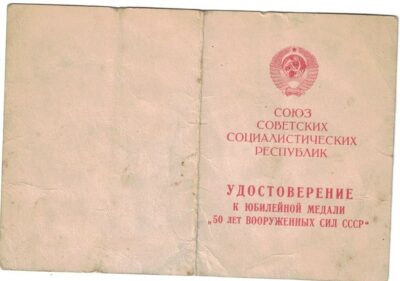 СОЮЗ
СОВЕТСКИХ
СОЦИАЛИСТИЧЕСКИХ
РЕСПУБЛИК
УДОСТОВЕРЕНИЕ
К ЮБИЛЕЙНОЙ МЕДАЛИ
„50 ЛЕТ ВООРУЖЕННЫХ СИЛ СССР“